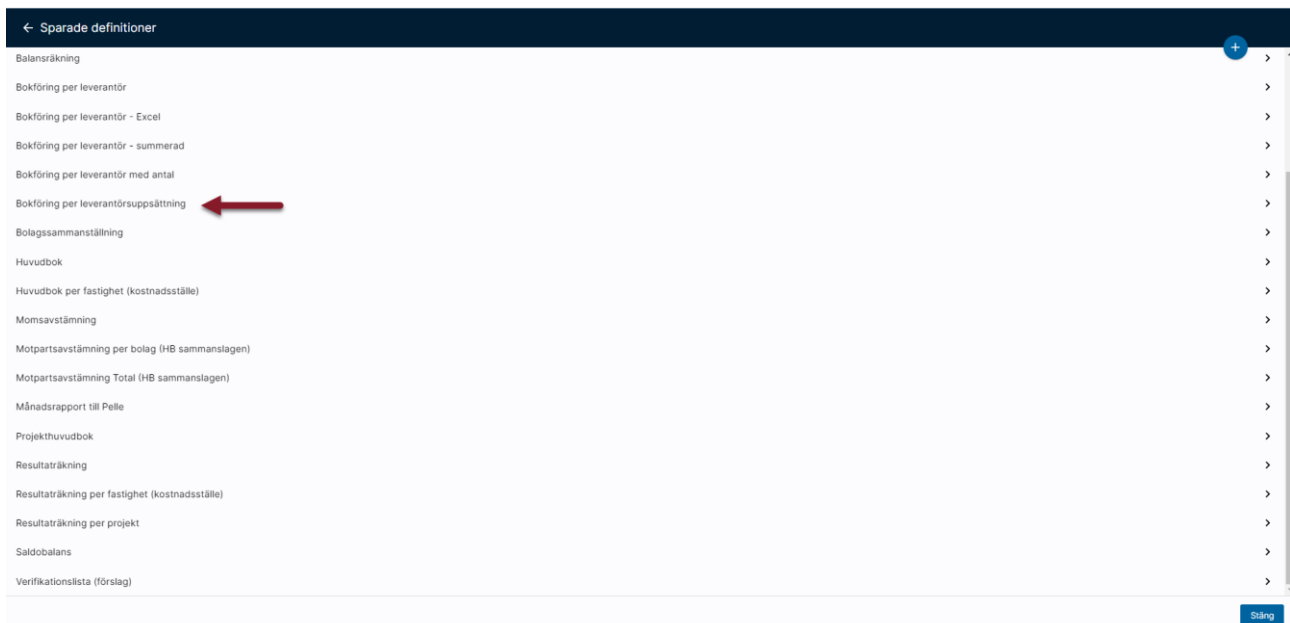 Sparade definitioner
Balansräkning
Bokföring per leverantör
Bokföring per leverantör - Excel
Bokföring per leverantör - summerad
Bokföring per leverantör med antal
Bokföring per leverantörsuppsättning
Bolagssammanställning
Huvudbok
Huvudbok per fastighet (kostnadsställe)
Momsavstämning
Motpartsavstämning per bolag (HB sammanslagen)
Motpartsavstämning Total (HB sammanslagen)
Månadsrapport till Pelle
Projekthuvudbok
Resultaträkning
Resultaträkning per fastighet (kostnadsställe)
Resultaträkning per projekt
Saldobalans
Verifikationslista (förslag)
Stäng